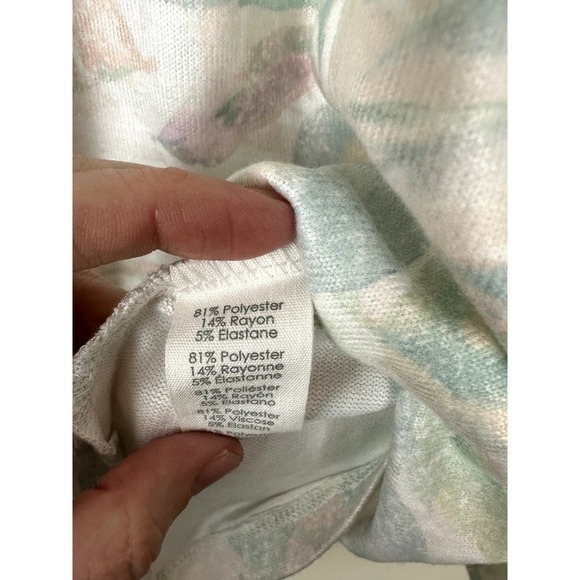 81% Polyester
14% Rayon
5% Elastane
81% Polyester
14% Rayonne
5% Élastanne
81% Poliéster
14% Rayón
5% Elastano
81% Polyester
14% Viscose
5% Elastan